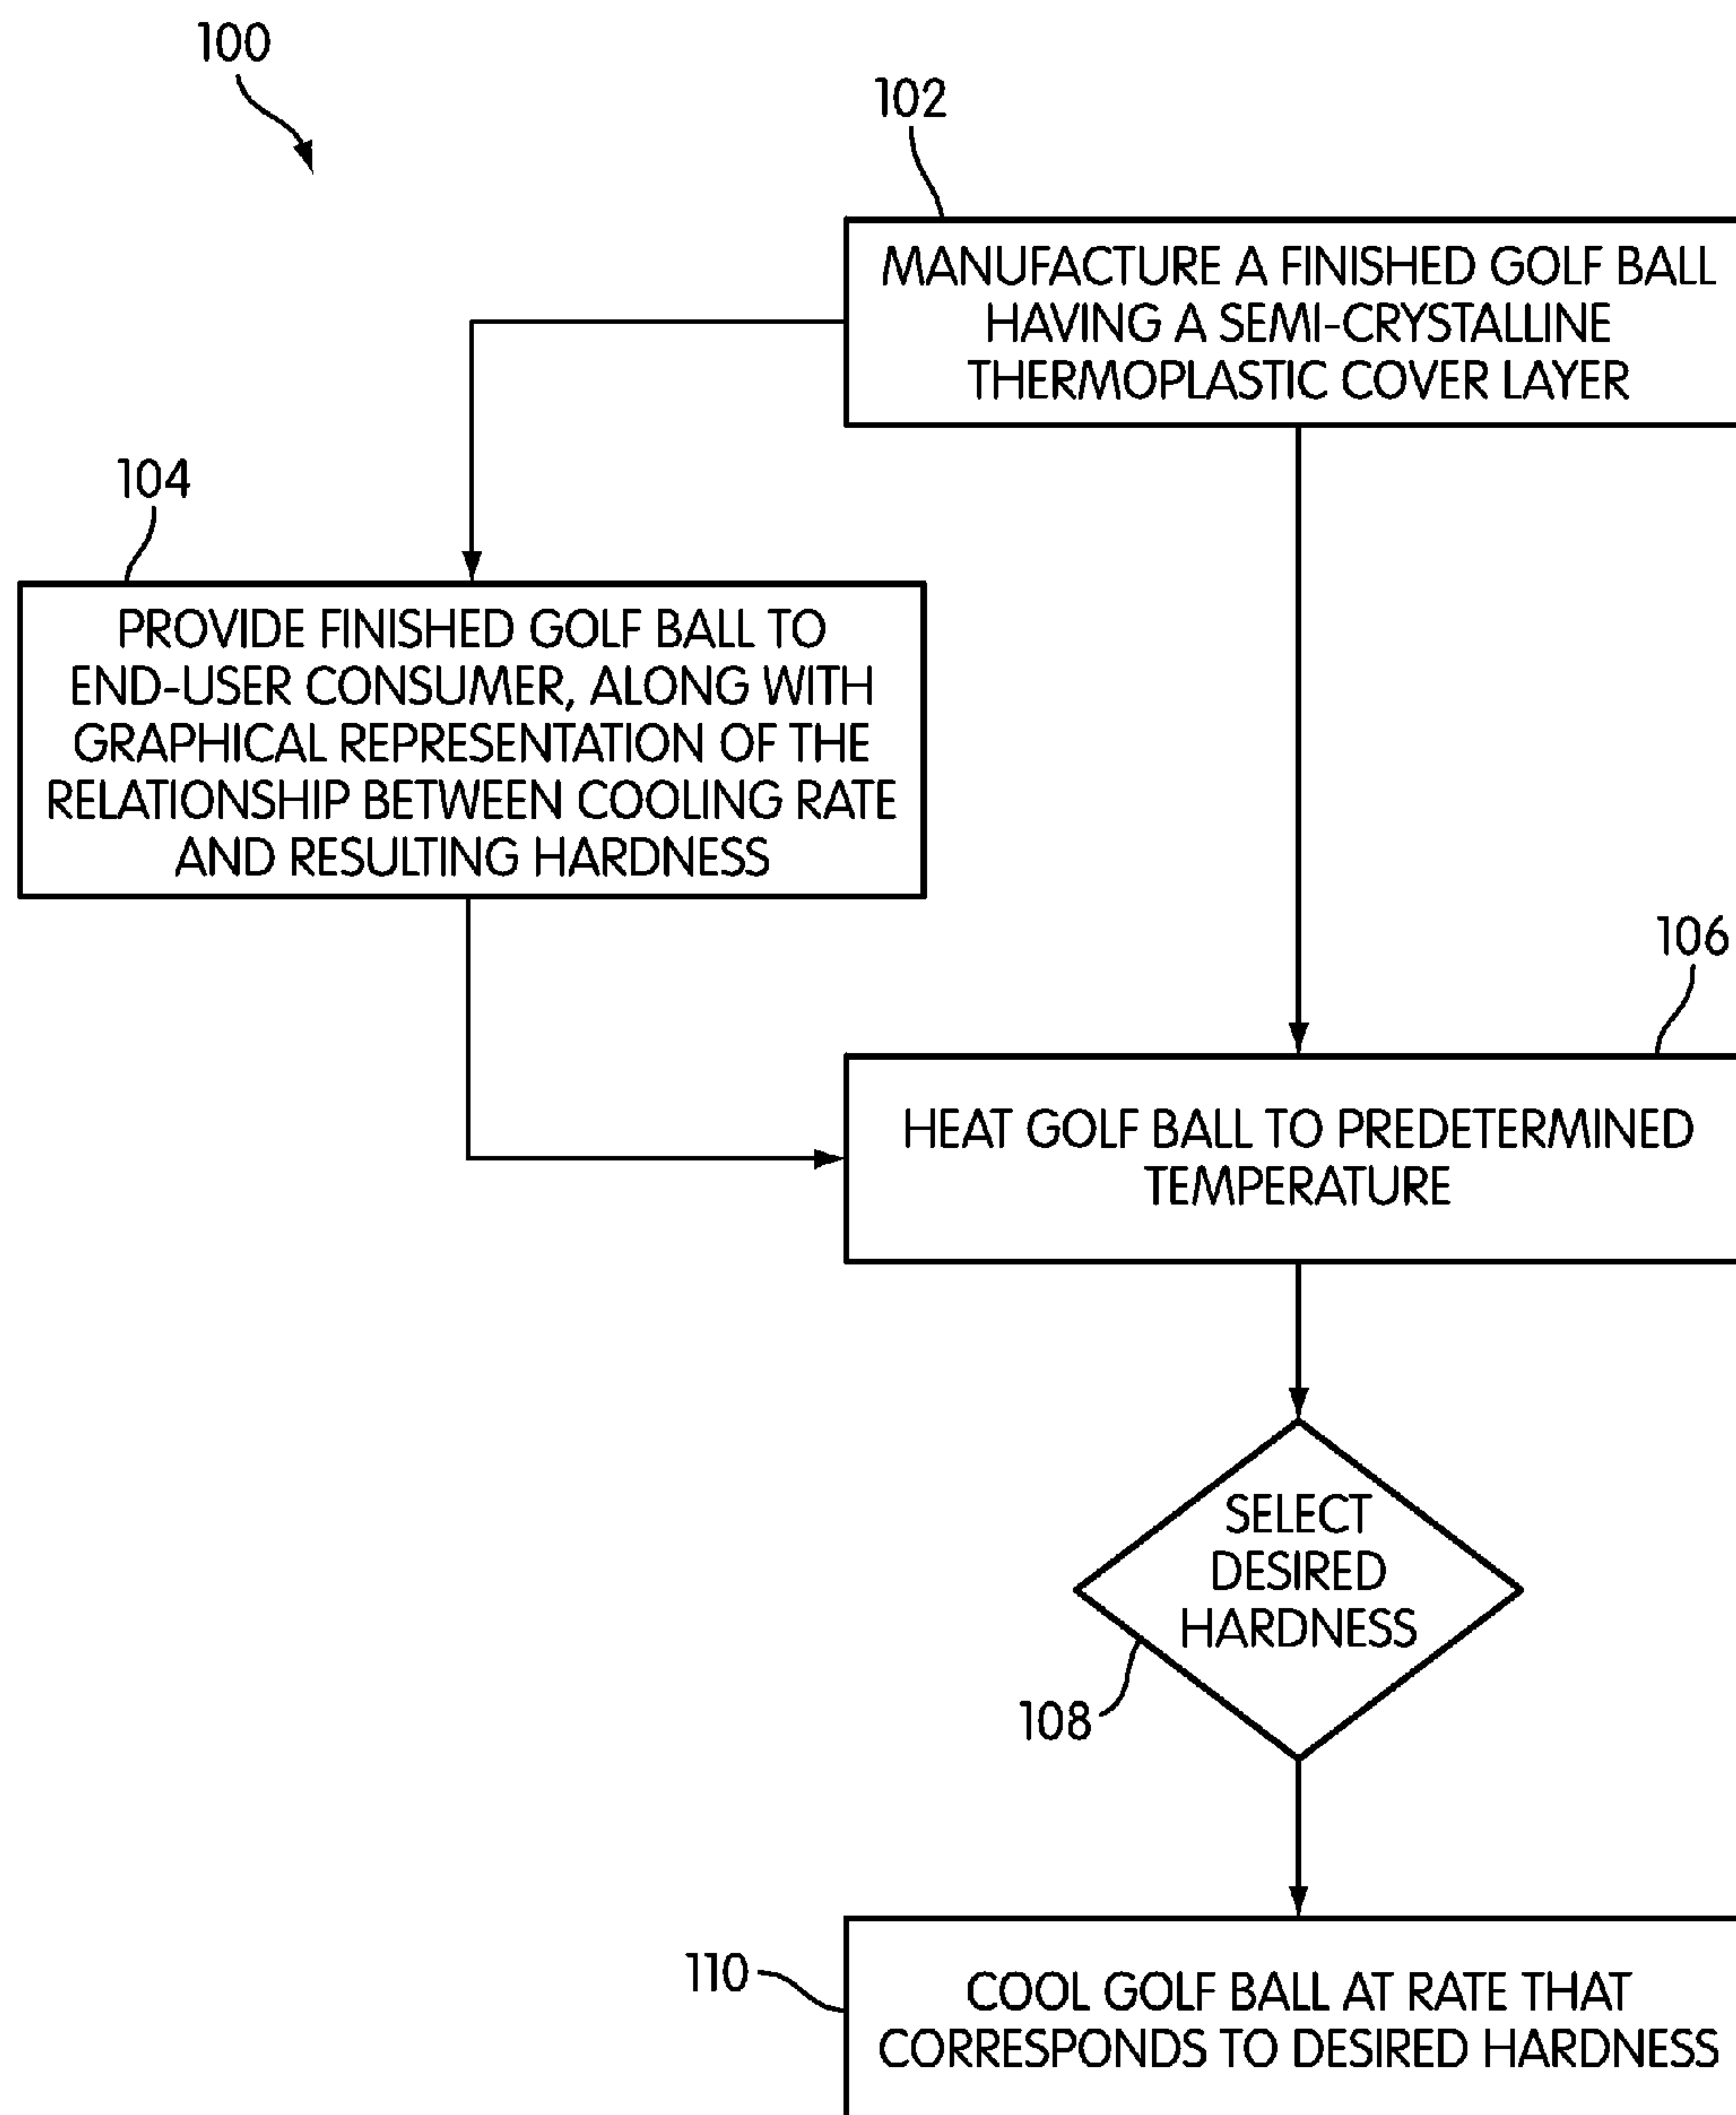 100
102
MANUFACTURE A FINISHED GOLF BALL
HAVING A SEMI-CRYSTALLINE
THERMOPLASTIC COVER LAYER
104
PROVIDE FINISHED GOLF BALL TO
END-USER CONSUMER, ALONG WITH
GRAPHICAL REPRESENTATION OF THE
RELATIONSHIP BETWEEN COOLING RATE
AND RESULTING HARDNESS
106
HEAT GOLF BALL TO PREDETERMINED
TEMPERATURE
SELECT
DESIRED
HARDNESS
108
110
COOL GOLF BALL AT RATE THAT
CORRESPONDS TO DESIRED HARDNESS